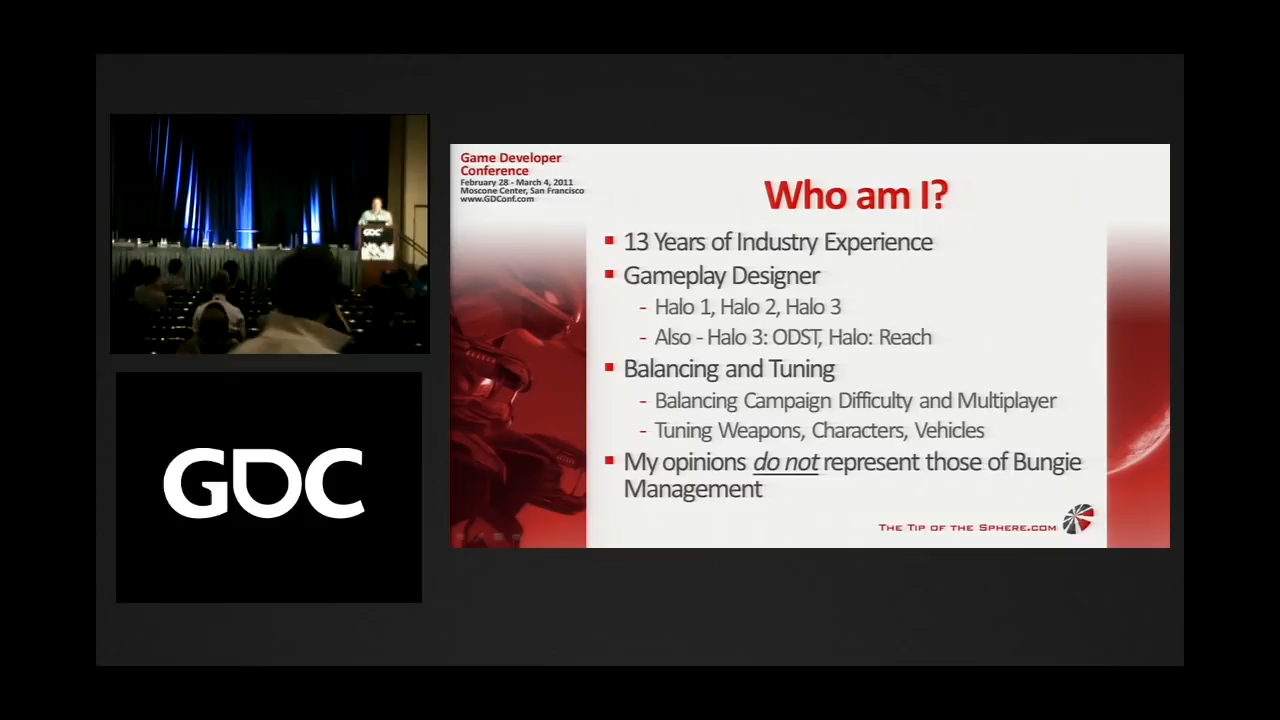 Game Developer
Conference
February 28 - March 4, 2011
Moscone Center, San Francisco
www.GDConf.com
Who am I?
13 Years of Industry Experience
Gameplay Designer
- Halo 1, Halo 2, Halo 3
- Also - Halo 3: ODST, Halo: Reach
Balancing and Tuning
- Balancing Campaign Difficulty and Multiplayer
- Tuning Weapons, Characters, Vehicles
My opinions do not represent those of Bungie
Management
The Tip of the Sphere.com
GDC
GDC